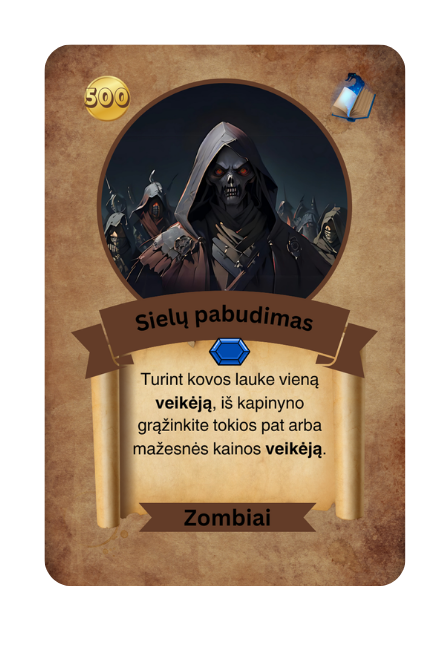 500
Sielų pabudimas
Turint kovos lauke vieną
veikėją, iš kapinyno
grąžinkite tokios pat arba
mažesnės kainos veikėją.
Zombiai